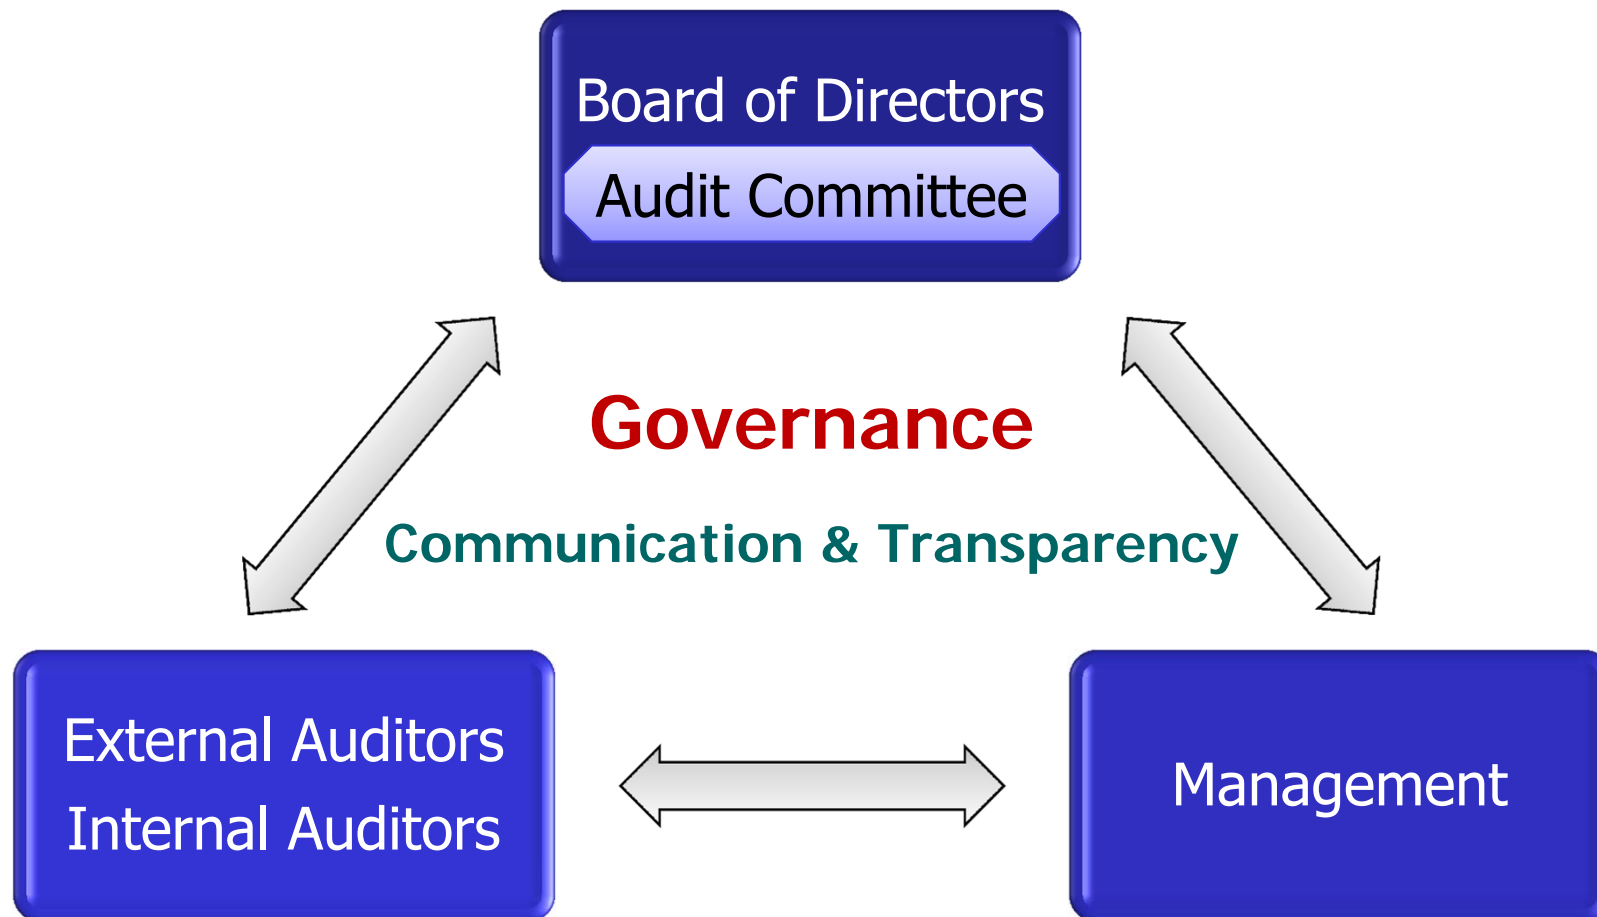 Board of Directors
Audit Committee
Governance
Communication & Transparency
External Auditors
Internal Auditors
Management